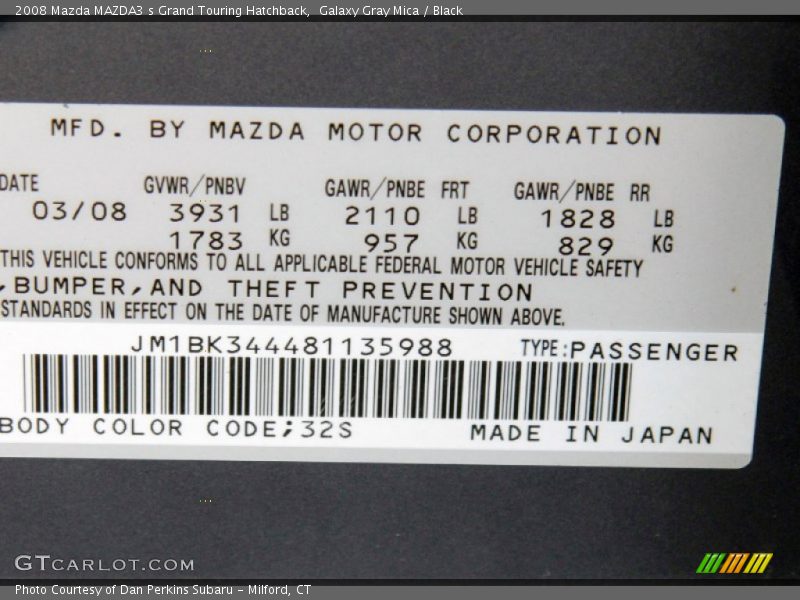 2008 Mazda MAZDA3 s Grand Touring Hatchback,  Galaxy Gray Mica / Black
MFD. BY MAZDA MOTOR CORPORATION
DATE GVWR/PNBV GAWR/PNBE FRT GAWR/PNBE RR
03/08 3931 LB 2110 LB 1828 LB
1783 KG 957 KG 829 KG
THIS VEHICLE CONFORMS TO ALL APPLICABLE FEDERAL MOTOR VEHICLE SAFETY
,BUMPER,AND THEFT PREVENTION
STANDARDS IN EFFECT ON THE DATE OF MANUFACTURE SHOWN ABOVE.
JM1BK344481135988 TYPE:PASSENGER
BODY COLOR CODE;32S MADE IN JAPAN
GTCARLOT.COM
Photo Courtesy of Dan Perkins Subaru - Milford, CT